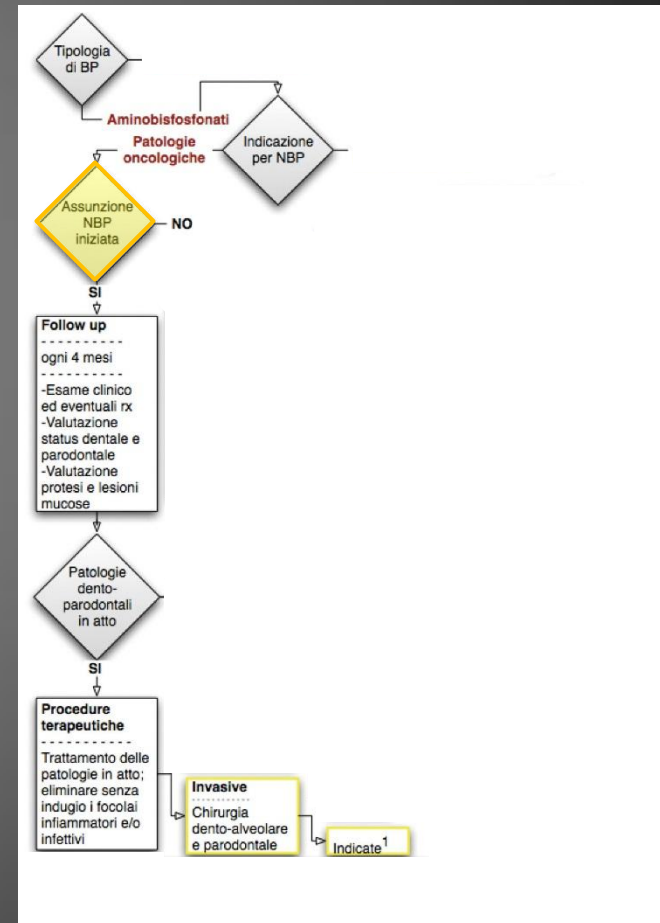 Tipologia
di BP
Aminobisfosfonati
Patologie
oncologiche
Indicazione
per NBP
Assunzione
NBP
iniziata
NO
SI
Follow up
- - - - - - - - - -
ogni 4 mesi
- - - - - - - - - -
-Esame clinico
ed eventuali rx
-Valutazione
status dentale e
parodontale
-Valutazione
protesi e lesioni
mucose
Patologie
dento-
parodontali
in atto
SI
Procedure
terapeutiche
- - - - - - - - - - -
Trattamento delle
patologie in atto;
eliminare senza
indugio i focolai
infiammatori e/o
infettivi
Invasive
- - - - - - - - - - -
Chirurgia
dento-alveolare
e parodontale
Indicate¹